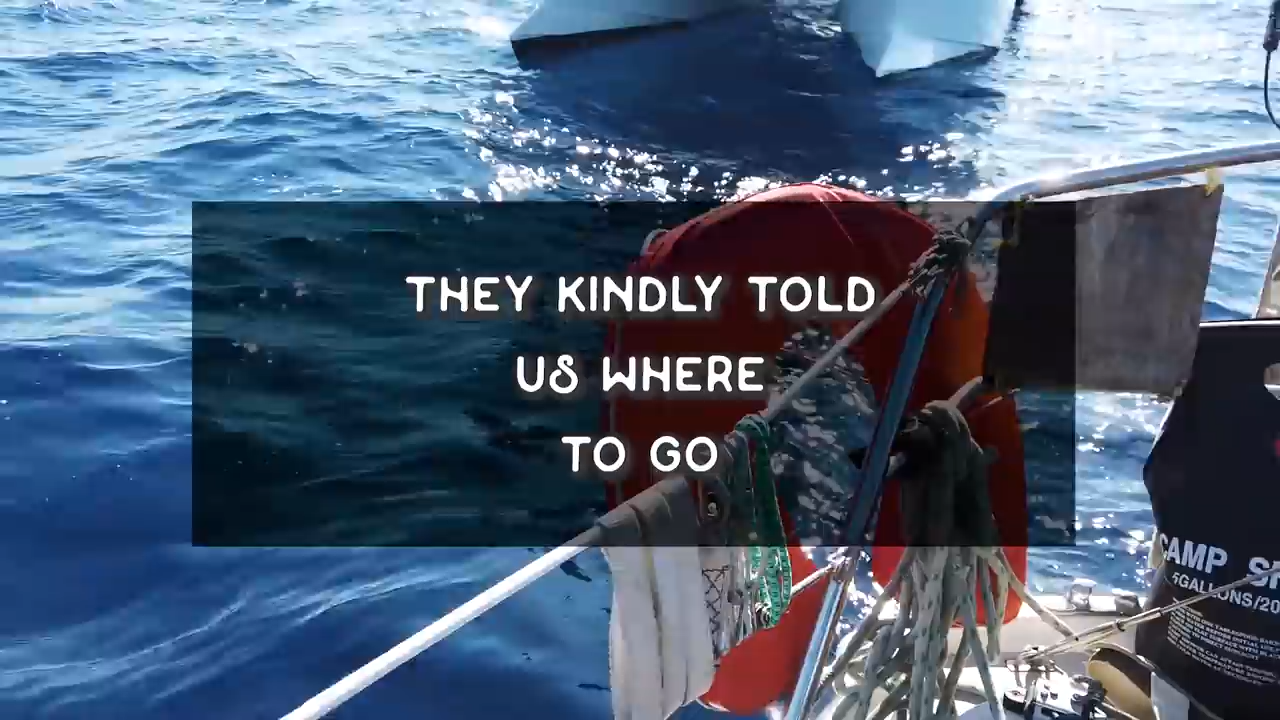 THEY KINDLY TOLD
US WHERE
TO GO
CAMP
5GALLONS/20